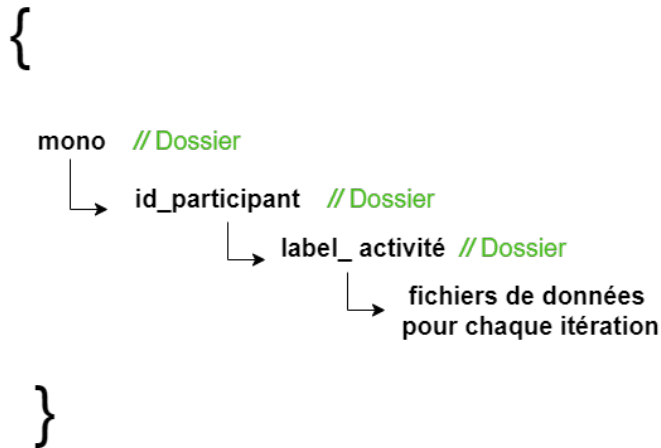 {
mono // Dossier
id_participant // Dossier
label_ activité // Dossier
fichiers de données
pour chaque itération
}